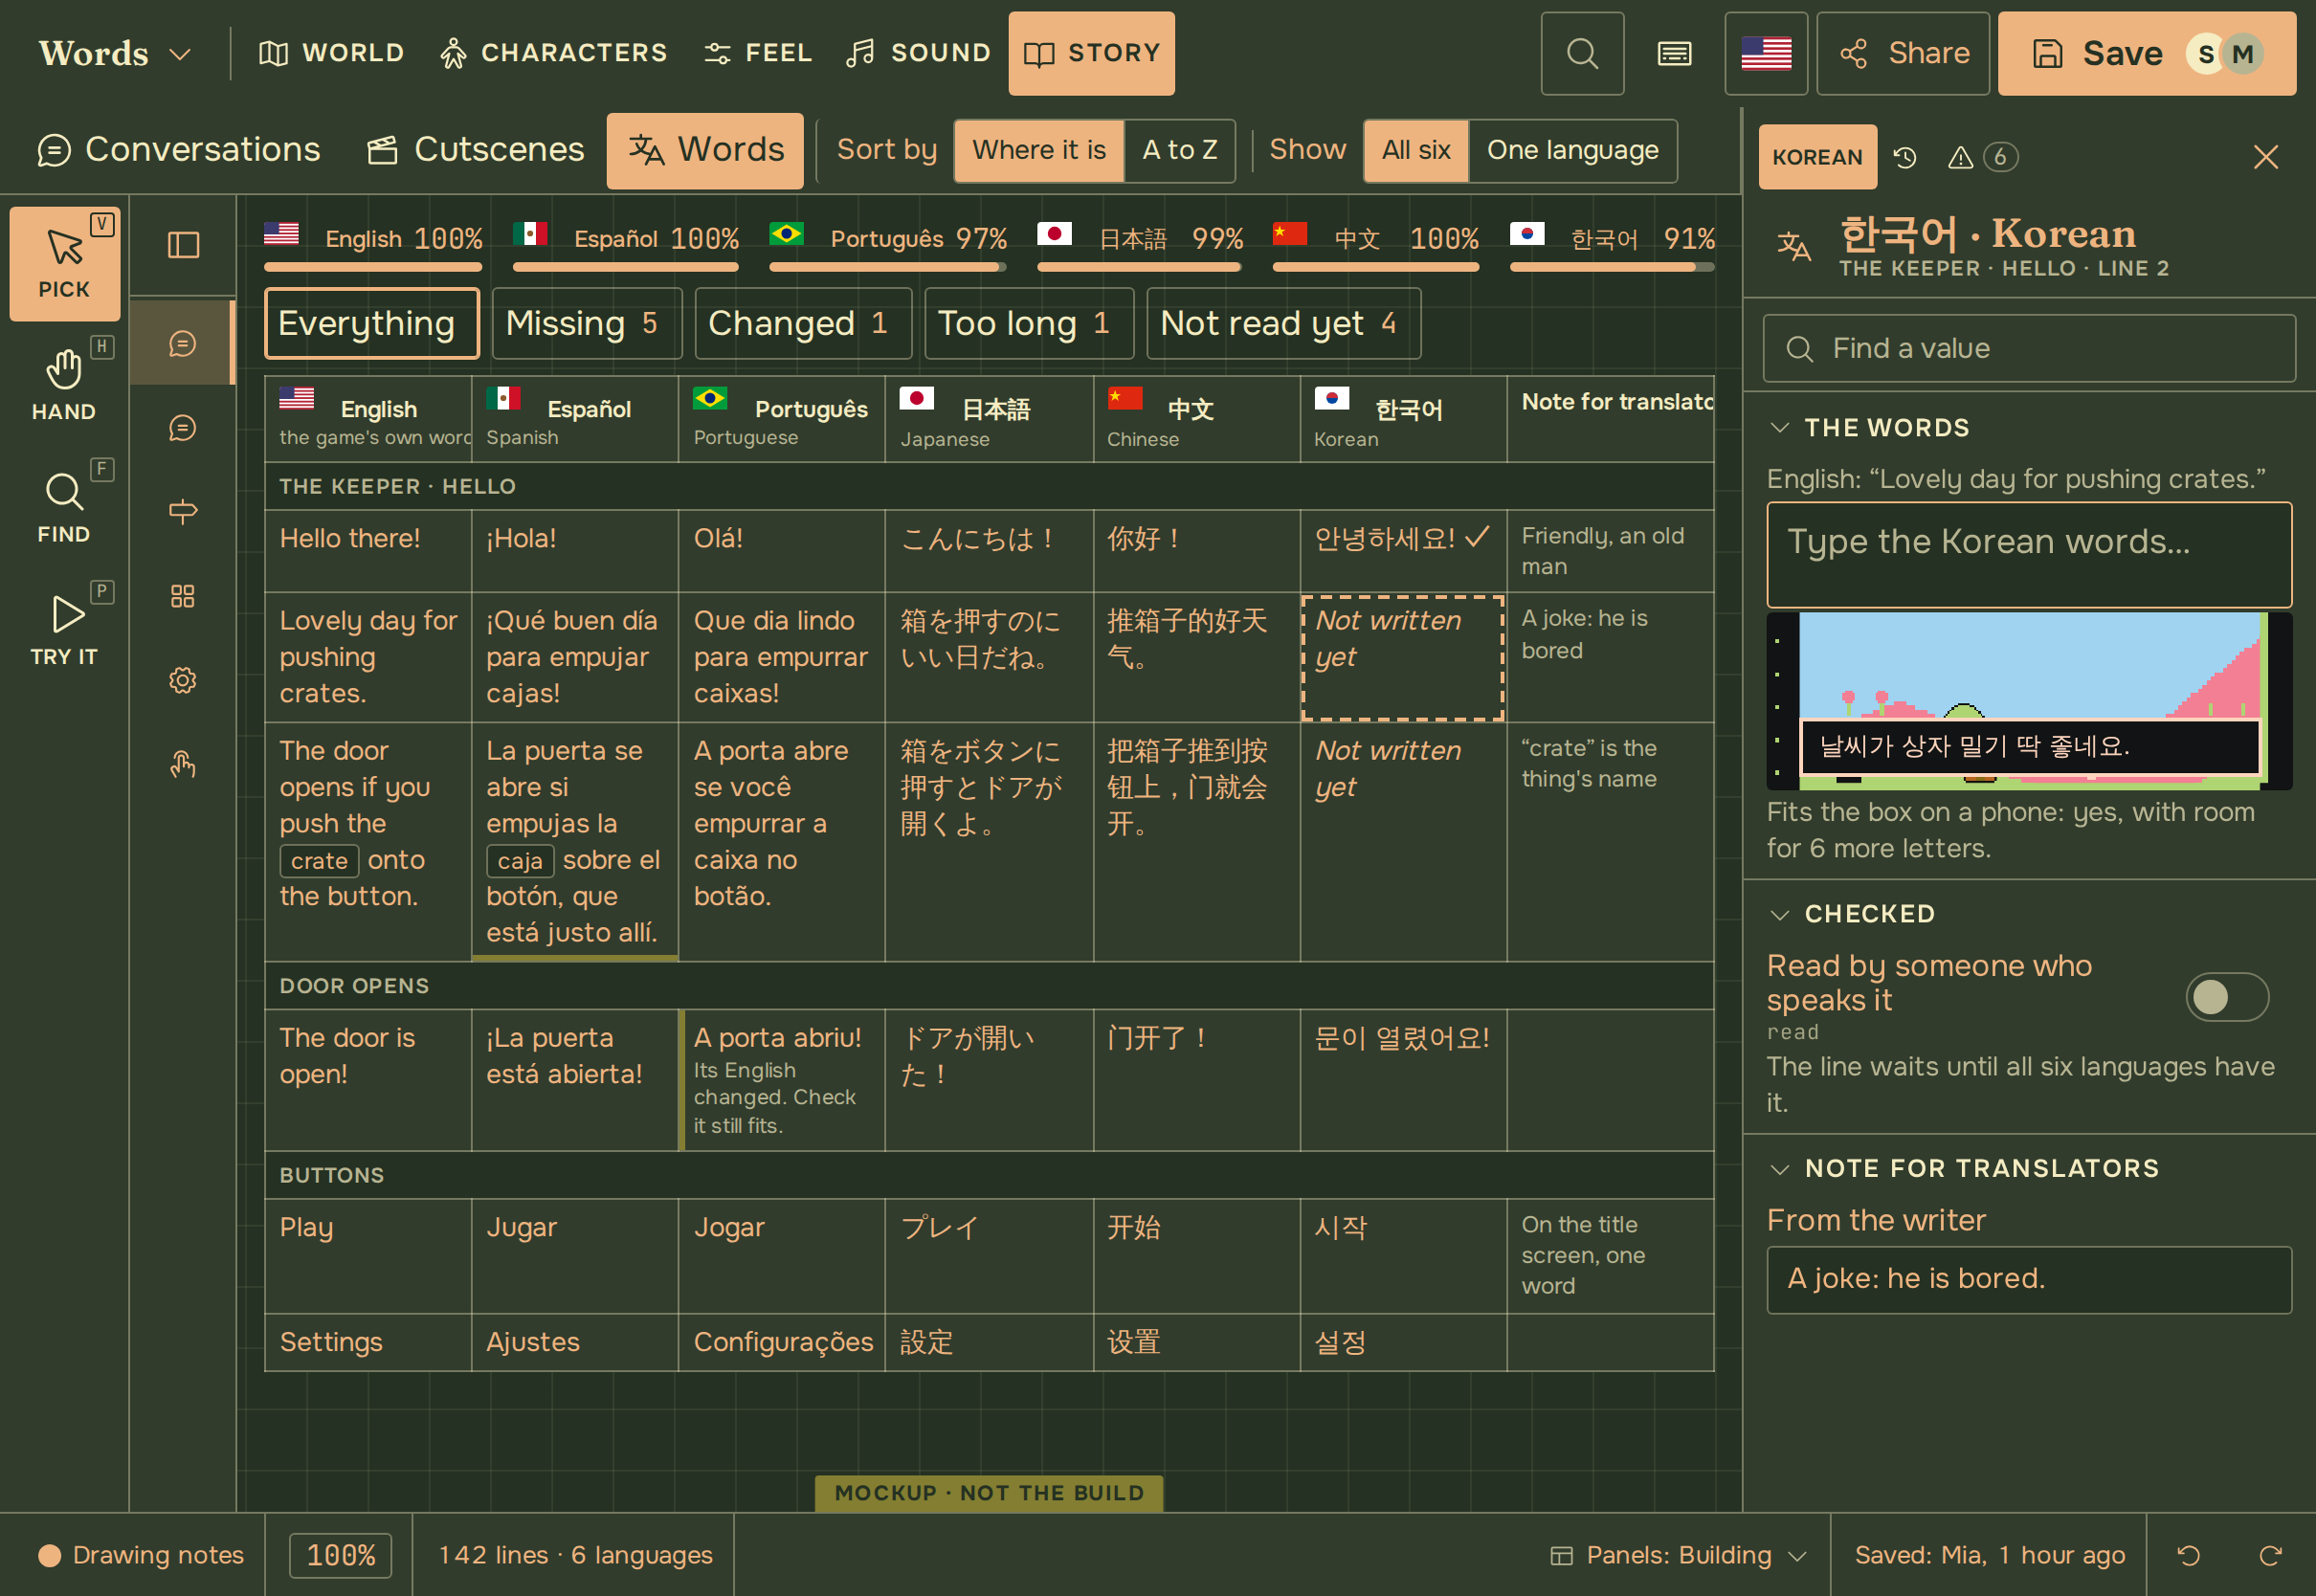 Words
WORLD
CHARACTERS
FEEL
SOUND
STORY
Share
Save
S
M
Conversations
Cutscenes
Words
Sort by
Where it is
A to Z
Show
All six
One language
KOREAN
6
V
PICK
H
HAND
F
FIND
P
TRY IT
English 100%
Español 100%
Português 97%
日本語 99%
中文 100%
한국어 91%
Everything
Missing 5
Changed 1
Too long 1
Not read yet 4
English
the game's own word
Español
Spanish
Português
Portuguese
日本語
Japanese
中文
Chinese
한국어
Korean
Note for translato
THE KEEPER · HELLO
Hello there!
¡Hola!
Olá!
こんにちは！
你好！
안녕하세요!
Friendly, an old
man
Lovely day for
pushing
crates.
¡Qué buen día
para empujar
cajas!
Que dia lindo
para empurrar
caixas!
箱を押すのに
いい日だね。
推箱子的好天
气。
Not written
yet
A joke: he is
bored
The door
opens if you
push the
crate onto
the button.
La puerta se
abre si
empujas la
caja sobre el
botón, que
está justo allí.
A porta abre
se você
empurrar a
caixa no
botão.
箱をボタンに
押すとドアが
開くよ。
把箱子推到按
钮上，门就会
开。
Not written
yet
“crate” is the
thing's name
DOOR OPENS
The door is
open!
¡La puerta
está abierta!
A porta abriu!
Its English
changed. Check
it still fits.
ドアが開い
た！
门开了！
문이 열렸어요!
BUTTONS
Play
Jugar
Jogar
プレイ
开始
시작
On the title
screen, one
word
Settings
Ajustes
Configurações
設定
设置
설정
한국어 · Korean
THE KEEPER · HELLO · LINE 2
Find a value
THE WORDS
English: “Lovely day for pushing crates.”
Type the Korean words...
날씨가 상자 밀기 딱 좋네요.
Fits the box on a phone: yes, with room
for 6 more letters.
CHECKED
Read by someone who
speaks it
read
The line waits until all six languages have
it.
NOTE FOR TRANSLATORS
From the writer
A joke: he is bored.
MOCKUP · NOT THE BUILD
Drawing notes
100%
142 lines · 6 languages
Panels: Building
Saved: Mia, 1 hour ago